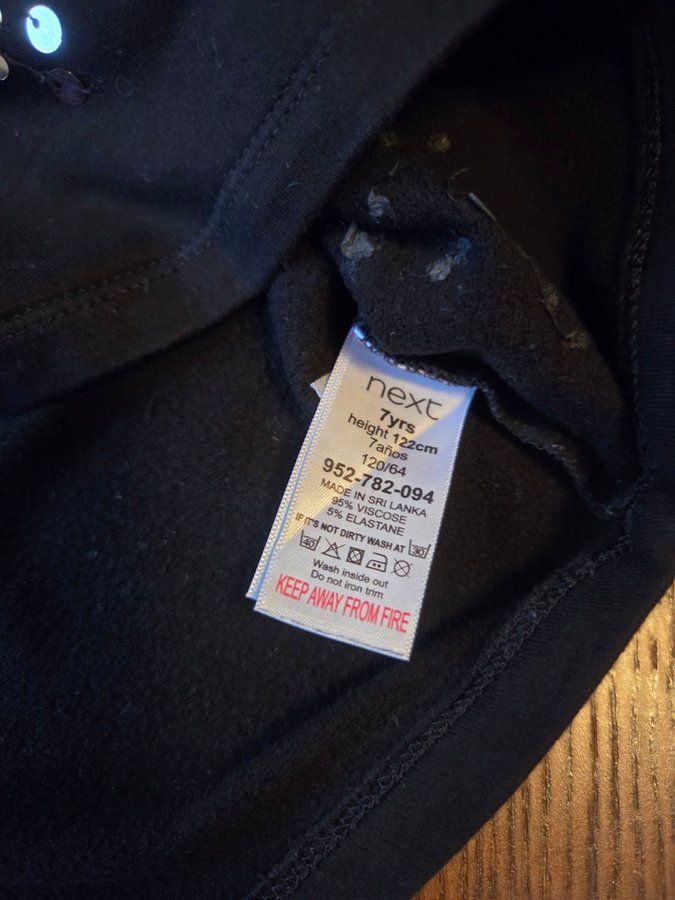 next
7yrs
height 122cm
7años
120/64
952-782-094
MADE IN SRI LANKA
95% VISCOSE
5% ELASTANE
IF IT'S NOT DIRTY WASH AT 30
40
Wash inside out
Do not iron trim
KEEP AWAY FROM FIRE